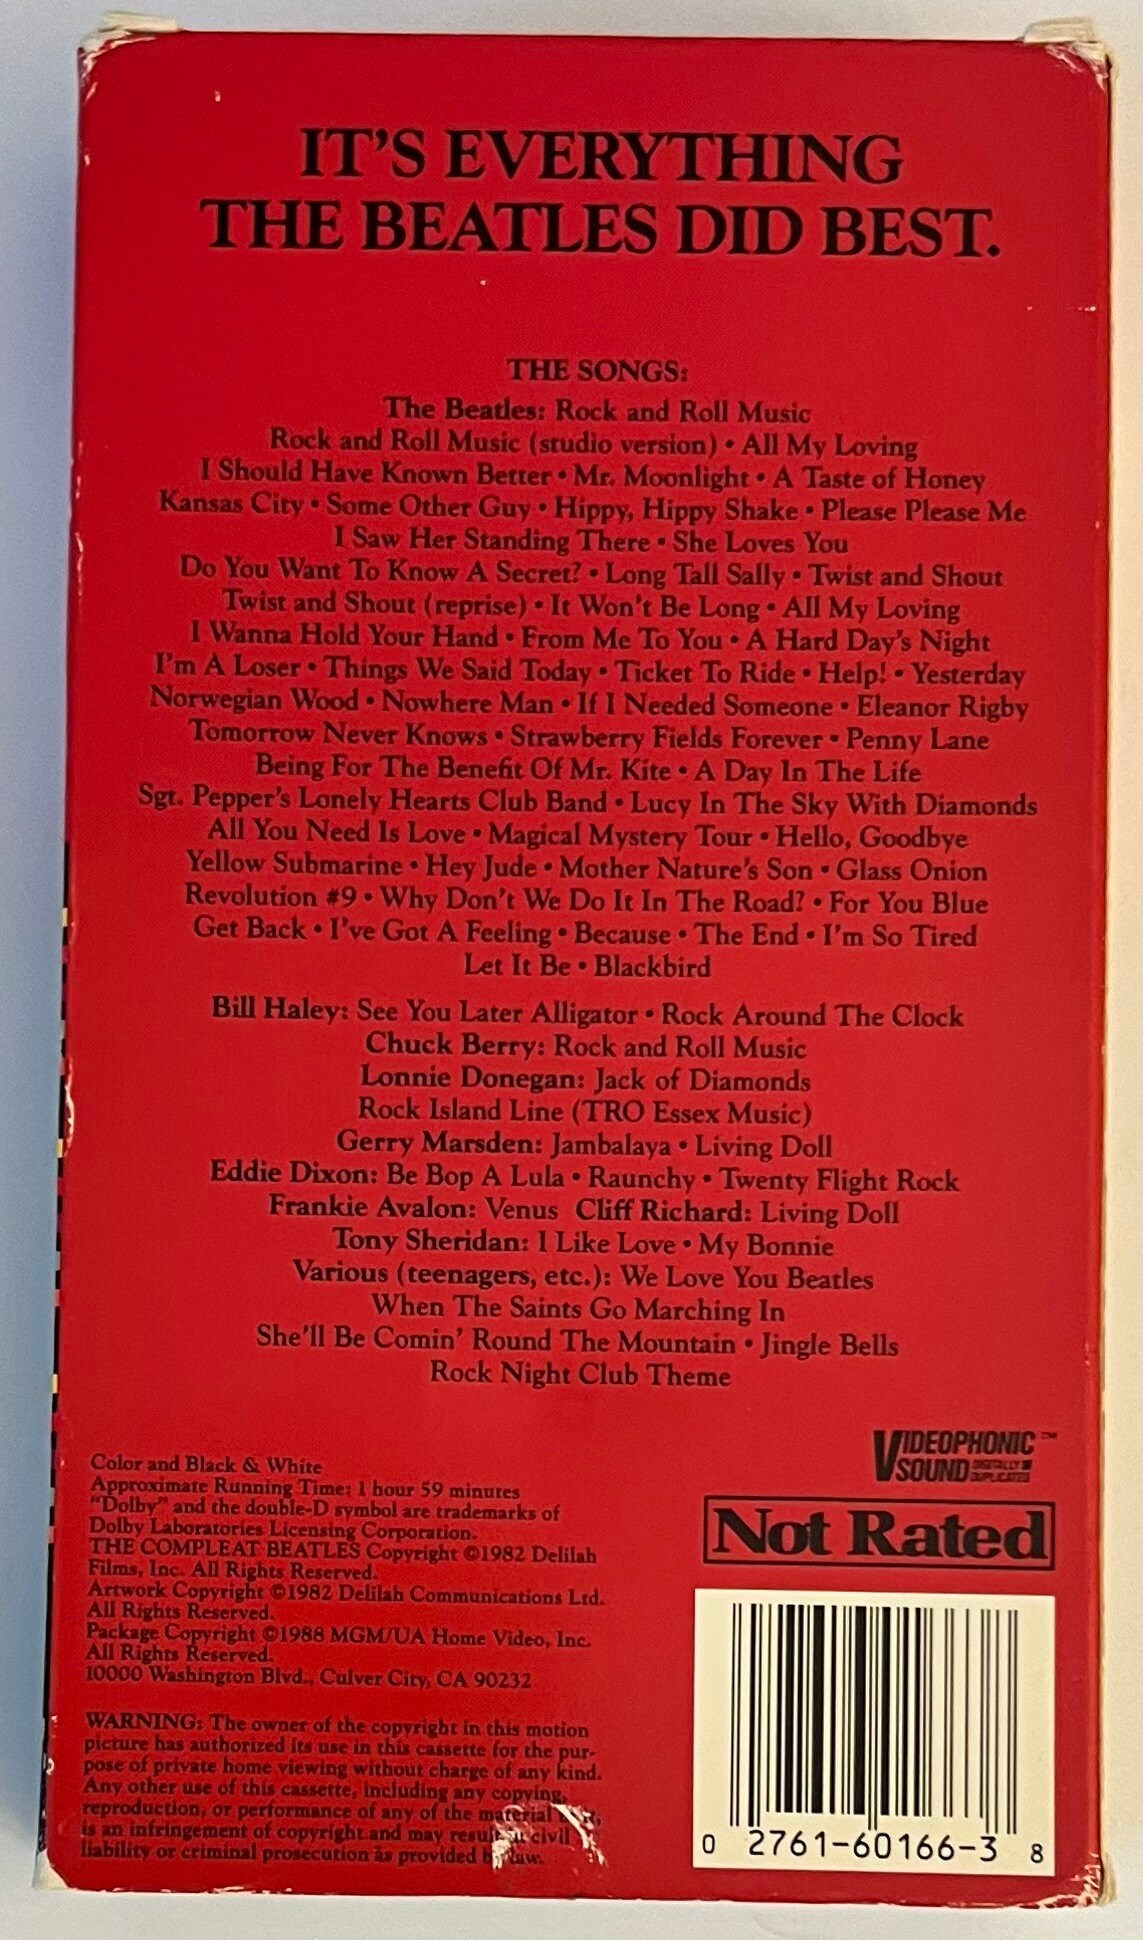 IT'S EVERYTHING
THE BEATLES DID BEST.
THE SONGS:
The Beatles: Rock and Roll Music
Rock and Roll Music (studio version) • All My Loving
I Should Have Known Better • Mr. Moonlight • A Taste of Honey
Kansas City • Some Other Guy • Hippy, Hippy Shake • Please Please Me
I Saw Her Standing There • She Loves You
Do You Want To Know A Secret? • Long Tall Sally • Twist and Shout
Twist and Shout (reprise) • It Won't Be Long • All My Loving
I Wanna Hold Your Hand • From Me To You • A Hard Day's Night
I'm A Loser • Things We Said Today • Ticket To Ride • Help! • Yesterday
Norwegian Wood • Nowhere Man • If I Needed Someone • Eleanor Rigby
Tomorrow Never Knows • Strawberry Fields Forever • Penny Lane
Being For The Benefit Of Mr. Kite • A Day In The Life
Sgt. Pepper's Lonely Hearts Club Band • Lucy In The Sky With Diamonds
All You Need Is Love • Magical Mystery Tour • Hello, Goodbye
Yellow Submarine • Hey Jude • Mother Nature's Son • Glass Onion
Revolution #9 • Why Don't We Do It In The Road? • For You Blue
Get Back • I've Got A Feeling • Because • The End • I'm So Tired
Let It Be • Blackbird
Bill Haley: See You Later Alligator • Rock Around The Clock
Chuck Berry: Rock and Roll Music
Lonnie Donegan: Jack of Diamonds
Rock Island Line (TRO Essex Music)
Gerry Marsden: Jambalaya • Living Doll
Eddie Dixon: Be Bop A Lula • Raunchy • Twenty Flight Rock
Frankie Avalon: Venus Cliff Richard: Living Doll
Tony Sheridan: I Like Love • My Bonnie
Various (teenagers, etc.): We Love You Beatles
When The Saints Go Marching In
She'll Be Comin' Round The Mountain • Jingle Bells
Rock Night Club Theme
VIDEOPHONIC™
SOUND DIGITALLY
DUPLICATED
Not Rated
Color and Black & White
Approximate Running Time: 1 hour 59 minutes
"Dolby" and the double-D symbol are trademarks of
Dolby Laboratories Licensing Corporation.
THE COMPLEAT BEATLES Copyright ©1982 Delilah
Films, Inc. All Rights Reserved.
Artwork Copyright ©1982 Delilah Communications Ltd.
All Rights Reserved.
Package Copyright ©1988 MGM/UA Home Video, Inc.
All Rights Reserved.
10000 Washington Blvd., Culver City, CA 90232
WARNING: The owner of the copyright in this motion
picture has authorized its use in this cassette for the pur-
pose of private home viewing without charge of any kind.
Any other use of this cassette, including any copying,
reproduction, or performance of any of the material
is an infringement of copyright and may result civil
liability or criminal prosecution as provided by law.
0 2761-60166-3 8